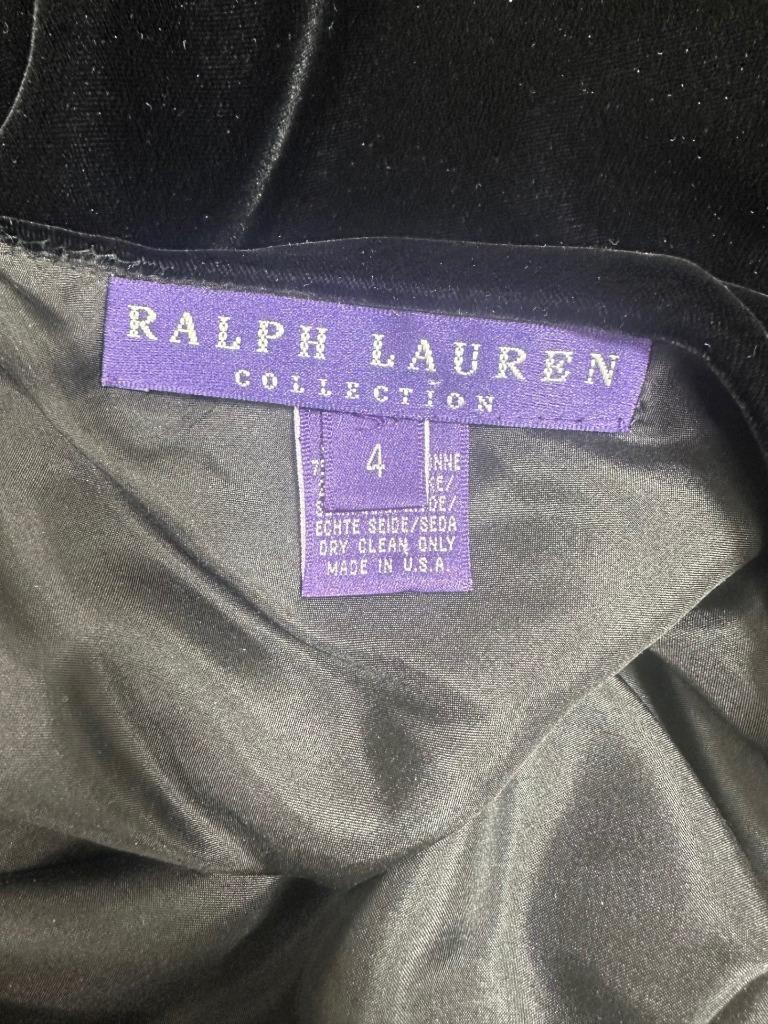 RALPH LAUREN
COLLECTION
4
ECHTE SEIDE/SEDA
DRY CLEAN ONLY
MADE IN U.S.A.